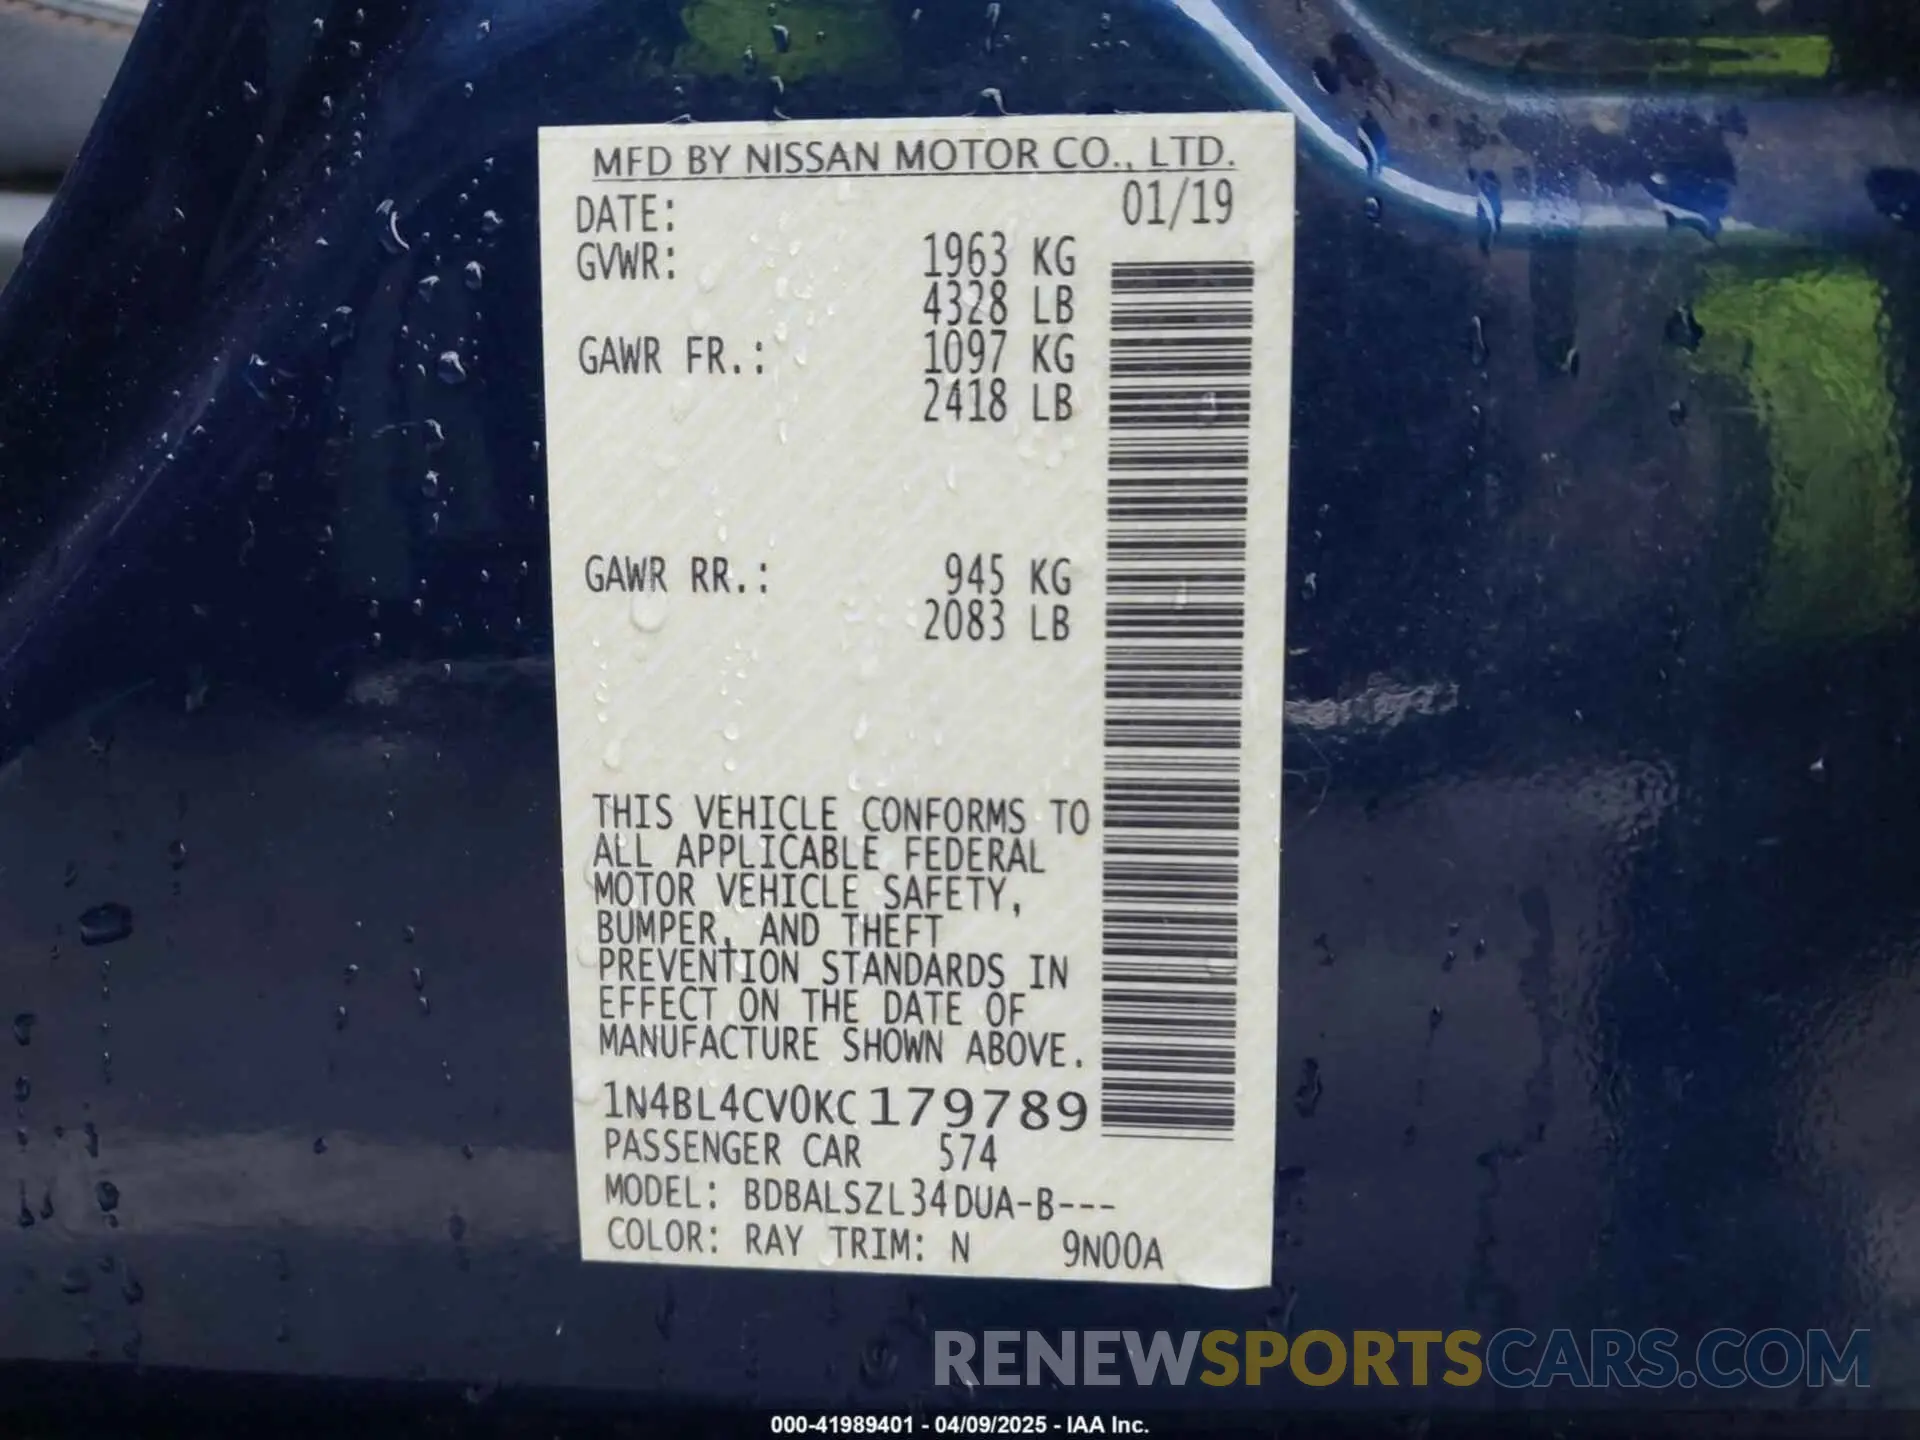 MFD BY NISSAN MOTOR CO., LTD.
DATE: 01/19
GVWR: 1963 KG
4328 LB
GAWR FR.: 1097 KG
2418 LB
GAWR RR.: 945 KG
2083 LB
THIS VEHICLE CONFORMS TO
ALL APPLICABLE FEDERAL
MOTOR VEHICLE SAFETY,
BUMPER, AND THEFT
PREVENTION STANDARDS IN
EFFECT ON THE DATE OF
MANUFACTURE SHOWN ABOVE.
1N4BL4CV0KC179789
PASSENGER CAR 574
MODEL: BDBALSZL34DUA-B---
COLOR: RAY TRIM: N 9N00A
RENEWSPORTSCARS.COM
000-41989401 - 04/09/2025 - IAA Inc.